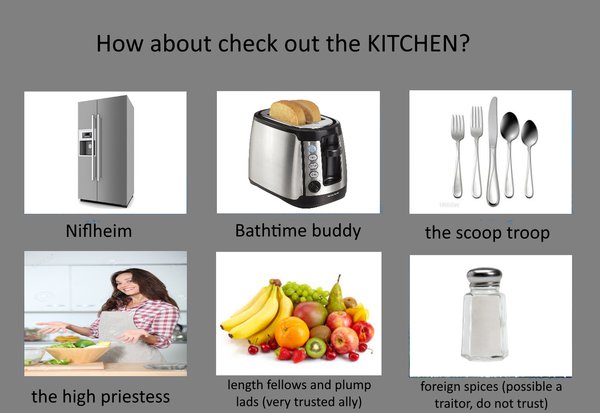 How about check out the KITCHEN?
Niflheim
Bathtime buddy
the scoop troop
the high priestess
length fellows and plump
lads (very trusted ally)
foreign spices (possible a
traitor, do not trust)